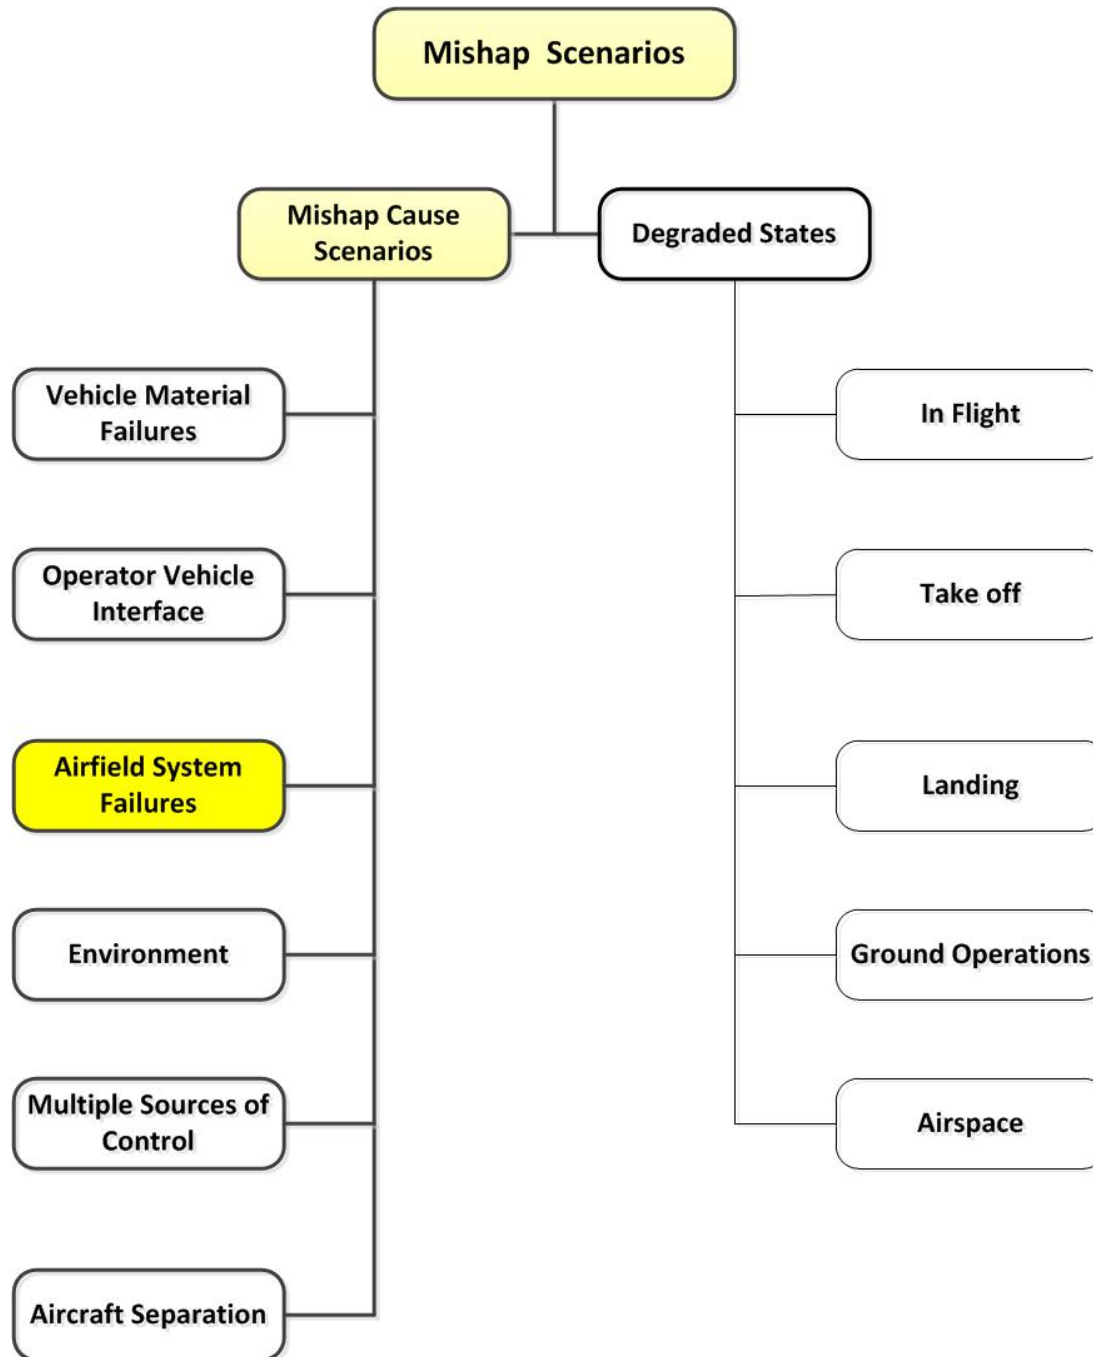 Mishap  Scenarios
Mishap Cause
Scenarios
Degraded States
Vehicle Material
Failures
Operator Vehicle
Interface
Airfield System
Failures
Environment
Multiple Sources of
Control
Aircraft Separation
In Flight
Take off
Landing
Ground Operations
Airspace